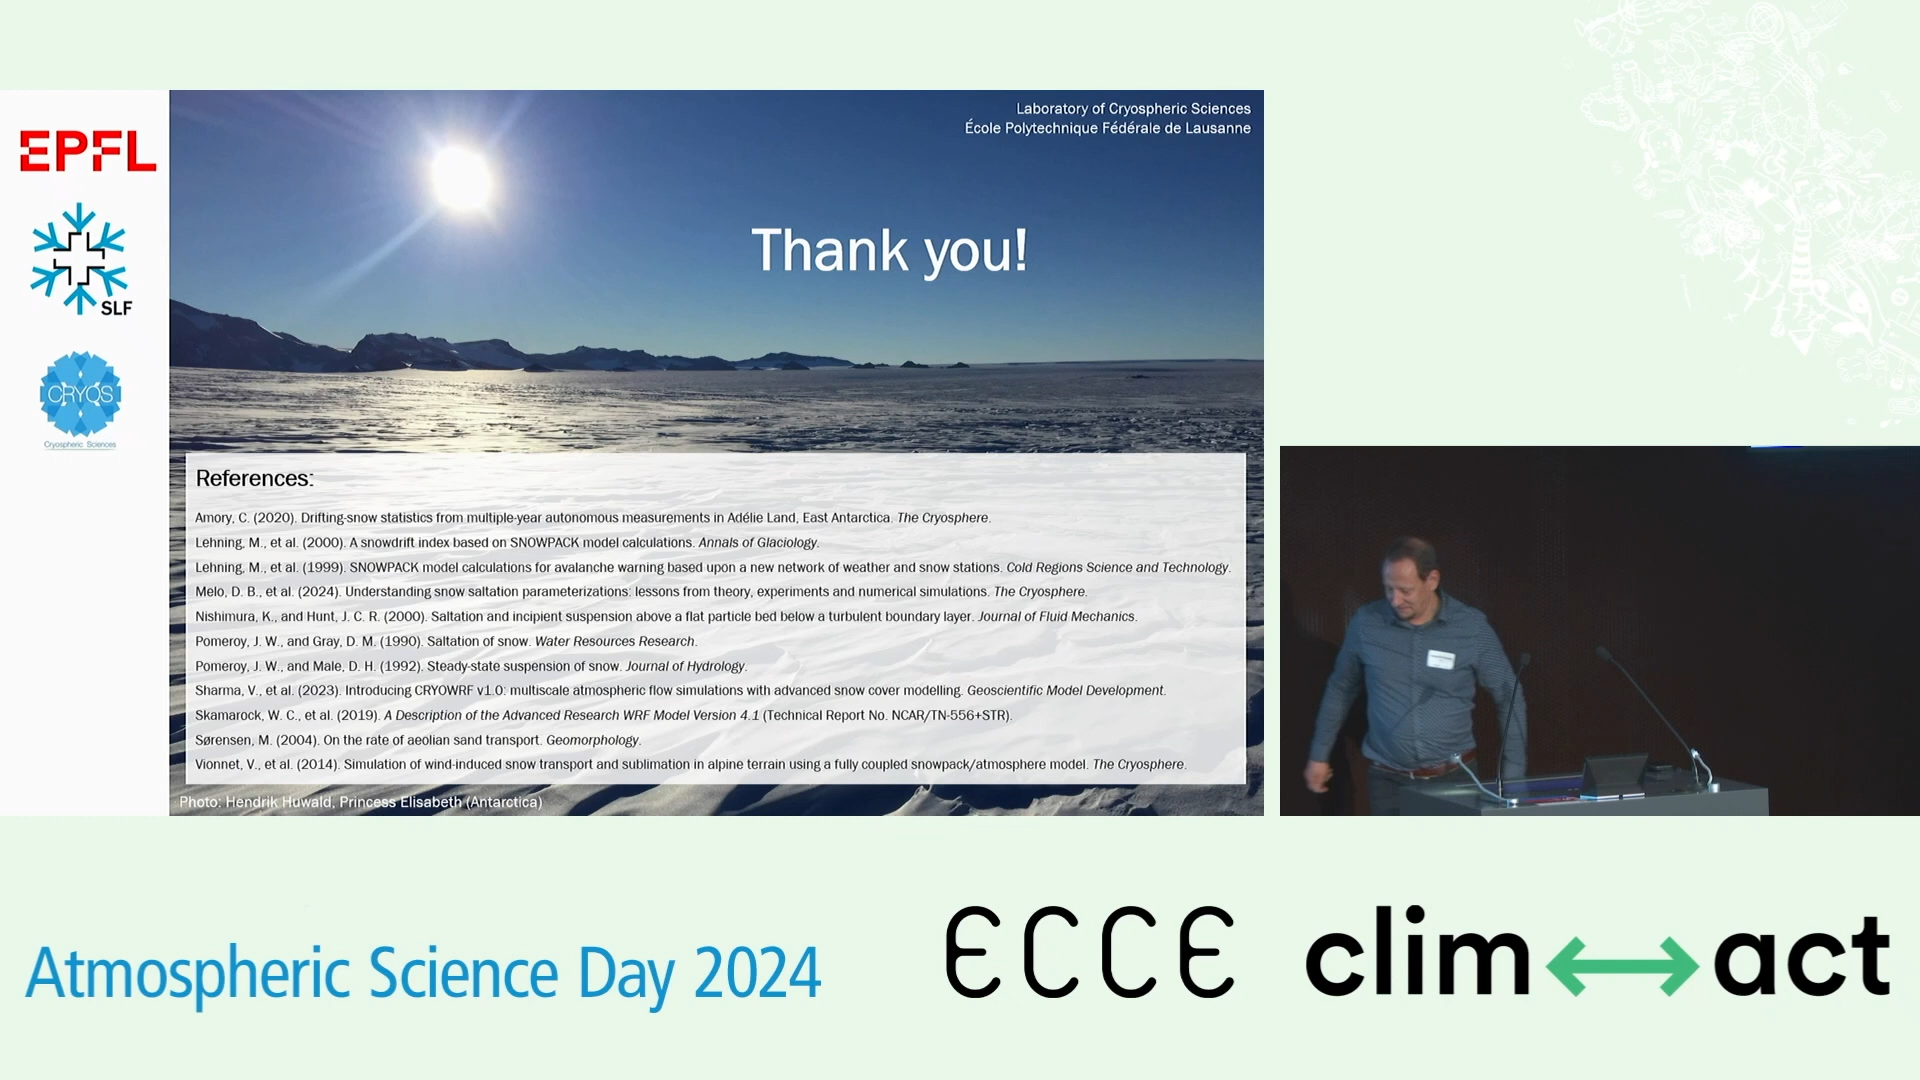 EPFL
SLF
CRYOS
Cryospheric Sciences
Laboratory of Cryospheric Sciences
École Polytechnique Fédérale de Lausanne
Thank you!
References:
Amory, C. (2020). Drifting-snow statistics from multiple-year autonomous measurements in Adélie Land, East Antarctica. The Cryosphere.
Lehning, M., et al. (2000). A snowdrift index based on SNOWPACK model calculations. Annals of Glaciology.
Lehning, M., et al. (1999). SNOWPACK model calculations for avalanche warning based upon a new network of weather and snow stations. Cold Regions Science and Technology.
Melo, D. B., et al. (2024). Understanding snow saltation parameterizations: lessons from theory, experiments and numerical simulations. The Cryosphere.
Nishimura, K., and Hunt, J. C. R. (2000). Saltation and incipient suspension above a flat particle bed below a turbulent boundary layer. Journal of Fluid Mechanics.
Pomeroy, J. W., and Gray, D. M. (1990). Saltation of snow. Water Resources Research.
Pomeroy, J. W., and Male, D. H. (1992). Steady-state suspension of snow. Journal of Hydrology.
Sharma, V., et al. (2023). Introducing CRYOWRF v1.0: multiscale atmospheric flow simulations with advanced snow cover modelling. Geoscientific Model Development.
Skamarock, W. C., et al. (2019). A Description of the Advanced Research WRF Model Version 4.1 (Technical Report No. NCAR/TN-556+STR).
Sørensen, M. (2004). On the rate of aeolian sand transport. Geomorphology.
Vionnet, V., et al. (2014). Simulation of wind-induced snow transport and sublimation in alpine terrain using a fully coupled snowpack/atmosphere model. The Cryosphere.
Photo: Hendrik Huwald, Princess Elisabeth (Antarctica)
Atmospheric Science Day 2024
ECCE
clim act